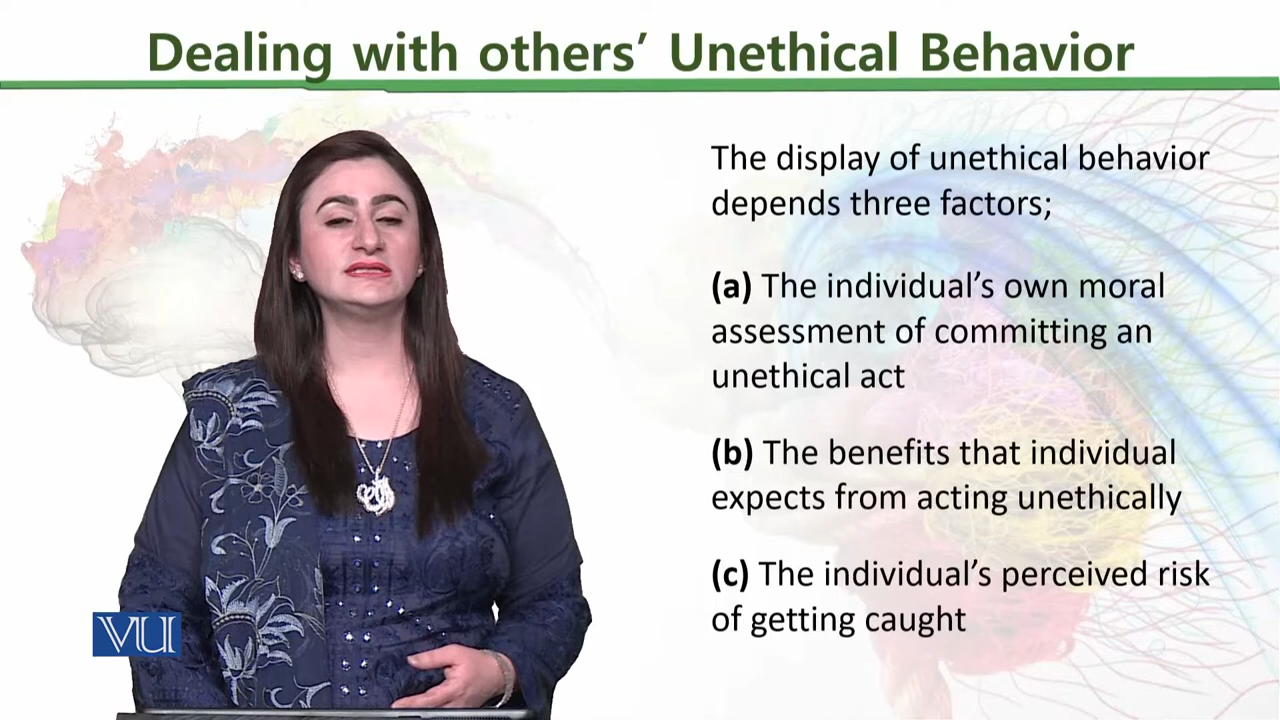 Dealing with others’ Unethical Behavior
The display of unethical behavior
depends three factors;
(a) The individual’s own moral
assessment of committing an
unethical act
(b) The benefits that individual
expects from acting unethically
(c) The individual’s perceived risk
of getting caught
VU